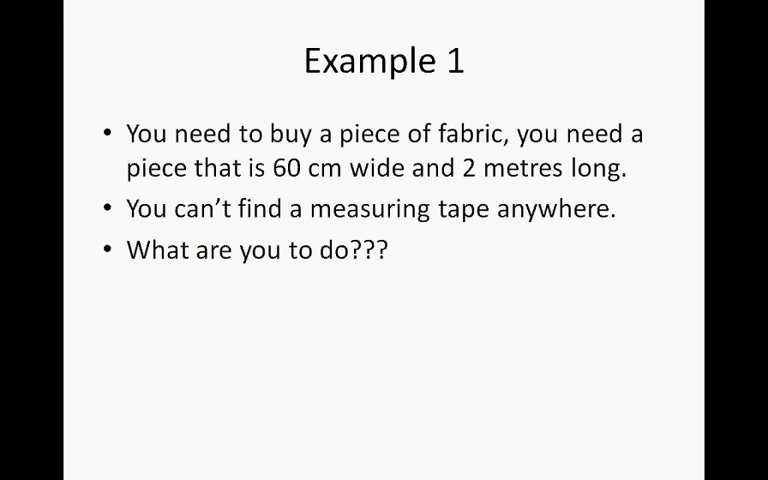 Example 1
• You need to buy a piece of fabric, you need a
piece that is 60 cm wide and 2 metres long.
• You can’t find a measuring tape anywhere.
• What are you to do???